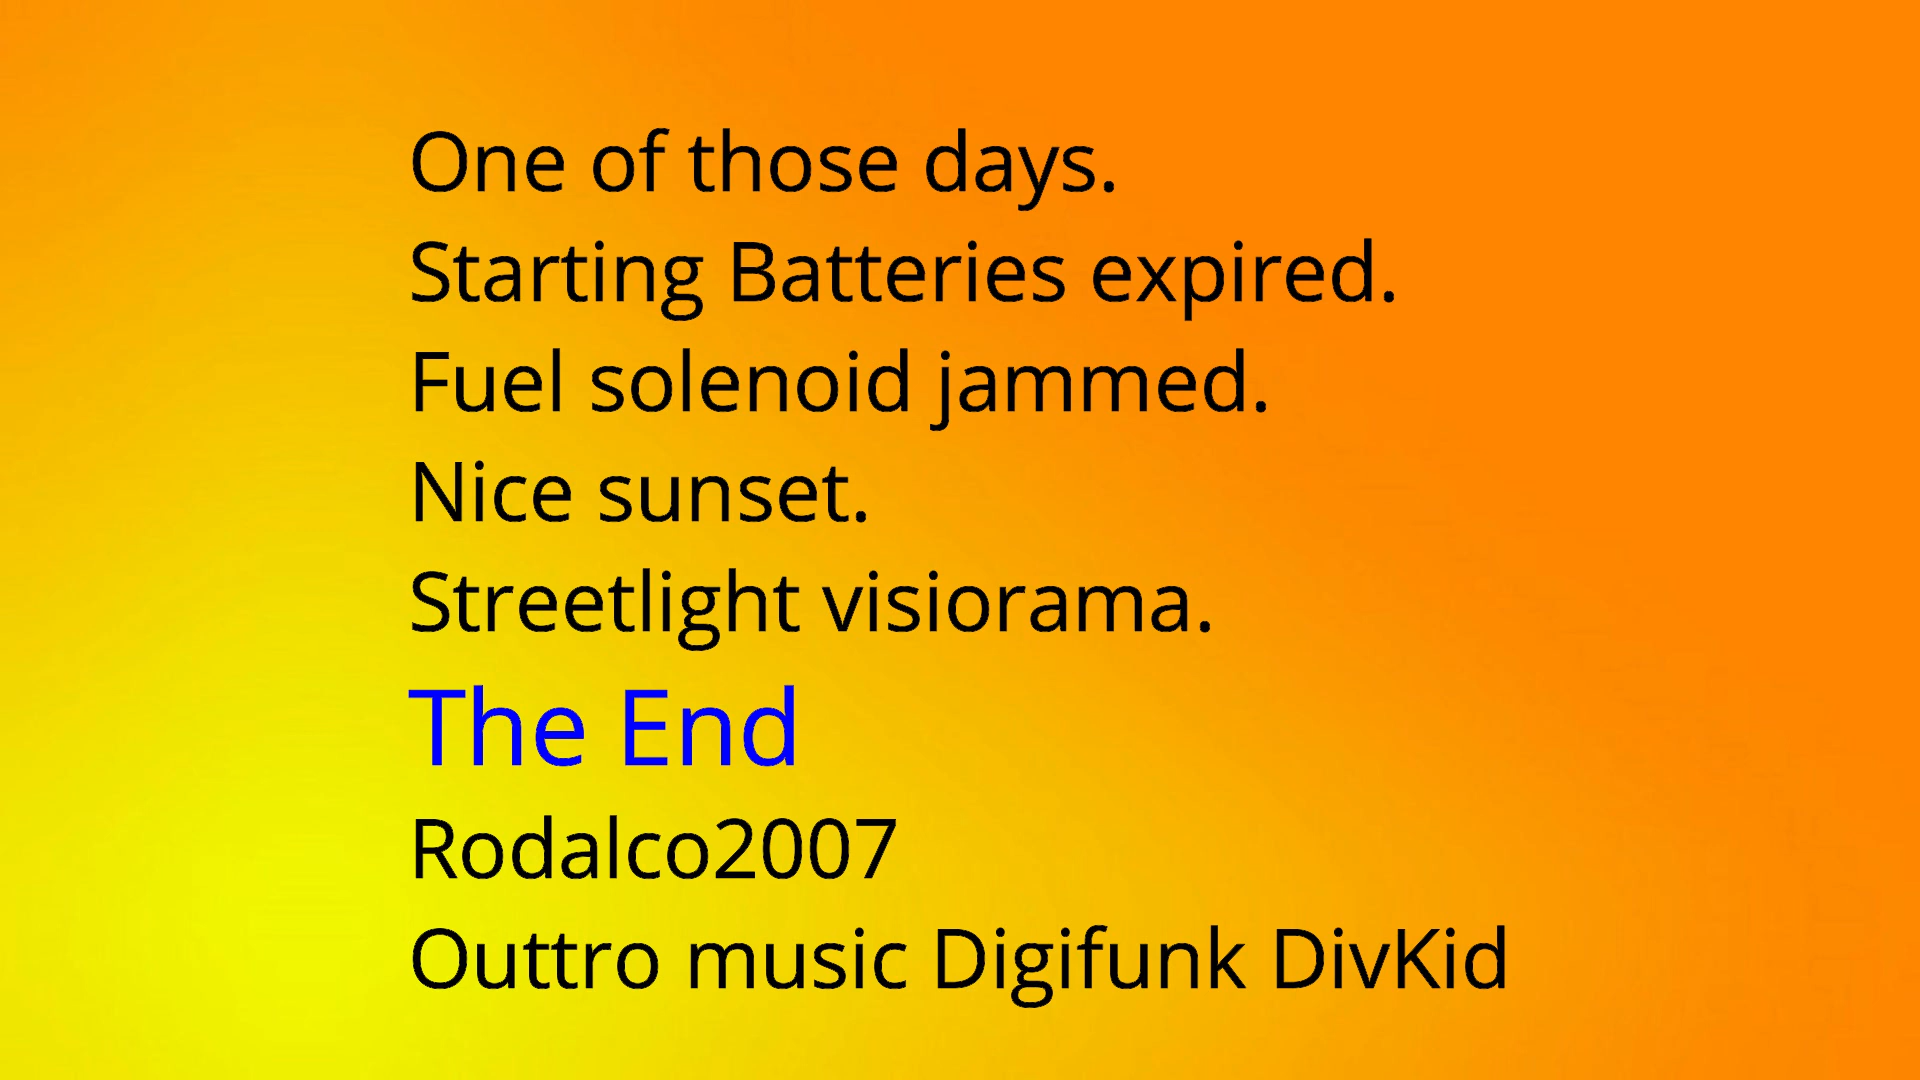 One of those days.
Starting Batteries expired.
Fuel solenoid jammed.
Nice sunset.
Streetlight visiorama.
The End
Rodalco2007
Outtro music Digifunk DivKid